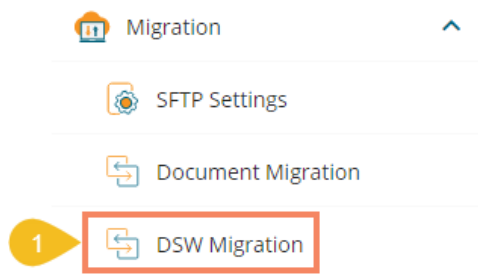 Migration
SFTP Settings
Document Migration
1 DSW Migration